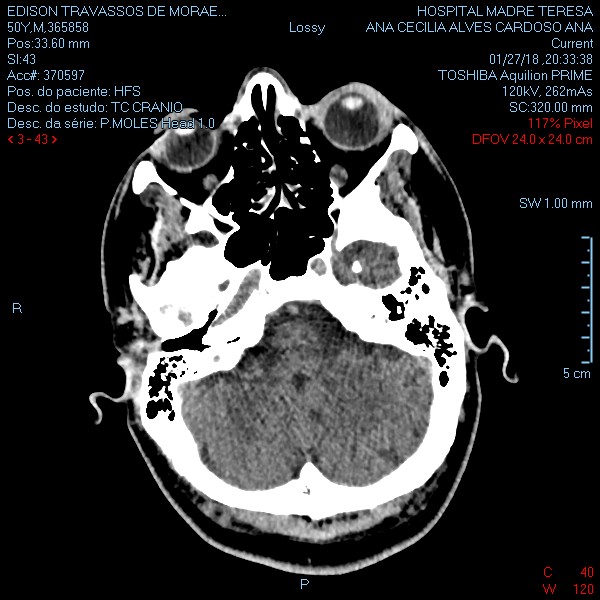 EDISON TRAVASSOS DE MORAE...
50Y,M,365858
Pos:33.60 mm
SI:43
Acc#: 370597
Pos. do paciente: HFS
Desc. do estudo: TC CRANIO
Desc. da série: P.MOLES Head 1.0
< 3 - 43 >
Lossy
HOSPITAL MADRE TERESA
ANA CECILIA ALVES CARDOSO ANA
Current
01/27/18 ,20:33:38
TOSHIBA Aquilion PRIME
120kV, 262mAs
SC:320.00 mm
117% Pixel
DFOV 24.0 x 24.0 cm
SW 1.00 mm
R
5 cm
P
C 40
W 120